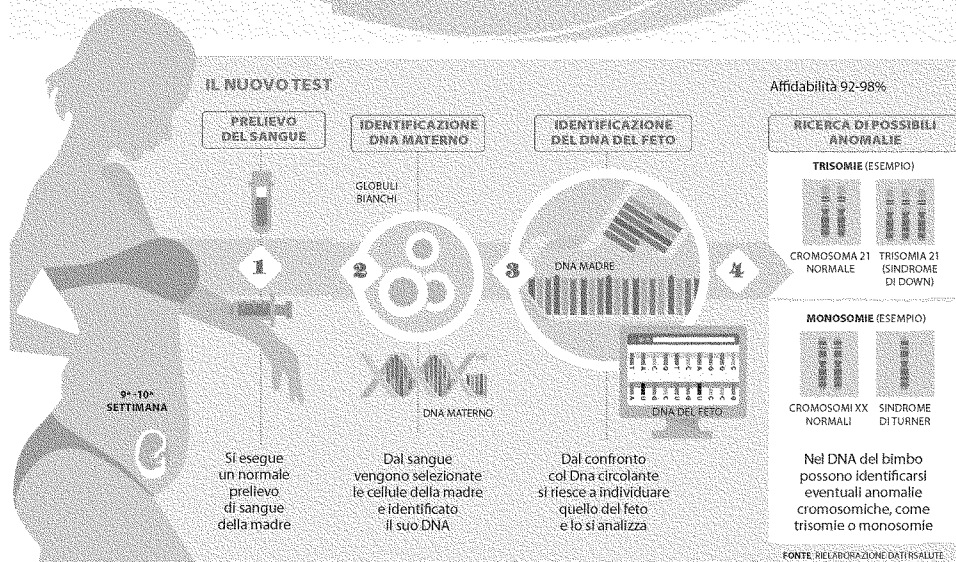 IL NUOVO TEST
Affidabilità 92-98%
PRELIEVO
DEL SANGUE
IDENTIFICAZIONE
DNA MATERNO
IDENTIFICAZIONE
DEL DNA DEL FETO
RICERCA DI POSSIBILI
ANOMALIE
GLOBULI
BIANCHI
1
2
3
4
DNA MADRE
DNA MATERNO
DNA DEL FETO
9ª-10ª
SETTIMANA
Si esegue
un normale
prelievo
di sangue
della madre
Dal sangue
vengono selezionate
le cellule della madre
e identificato
il suo DNA
Dal confronto
col Dna circolante
si riesce a individuare
quello del feto
e lo si analizza
TRISOMIE (ESEMPIO)
CROMOSOMA 21
NORMALE
TRISOMIA 21
(SINDROME
DI DOWN)
MONOSOMIE (ESEMPIO)
CROMOSOMI XX
NORMALI
SINDROME
DI TURNER
Nel DNA del bimbo
possono identificarsi
eventuali anomalie
cromosomiche, come
trisomie o monosomie
FONTE RIELABORAZIONE DATI RSALUTE